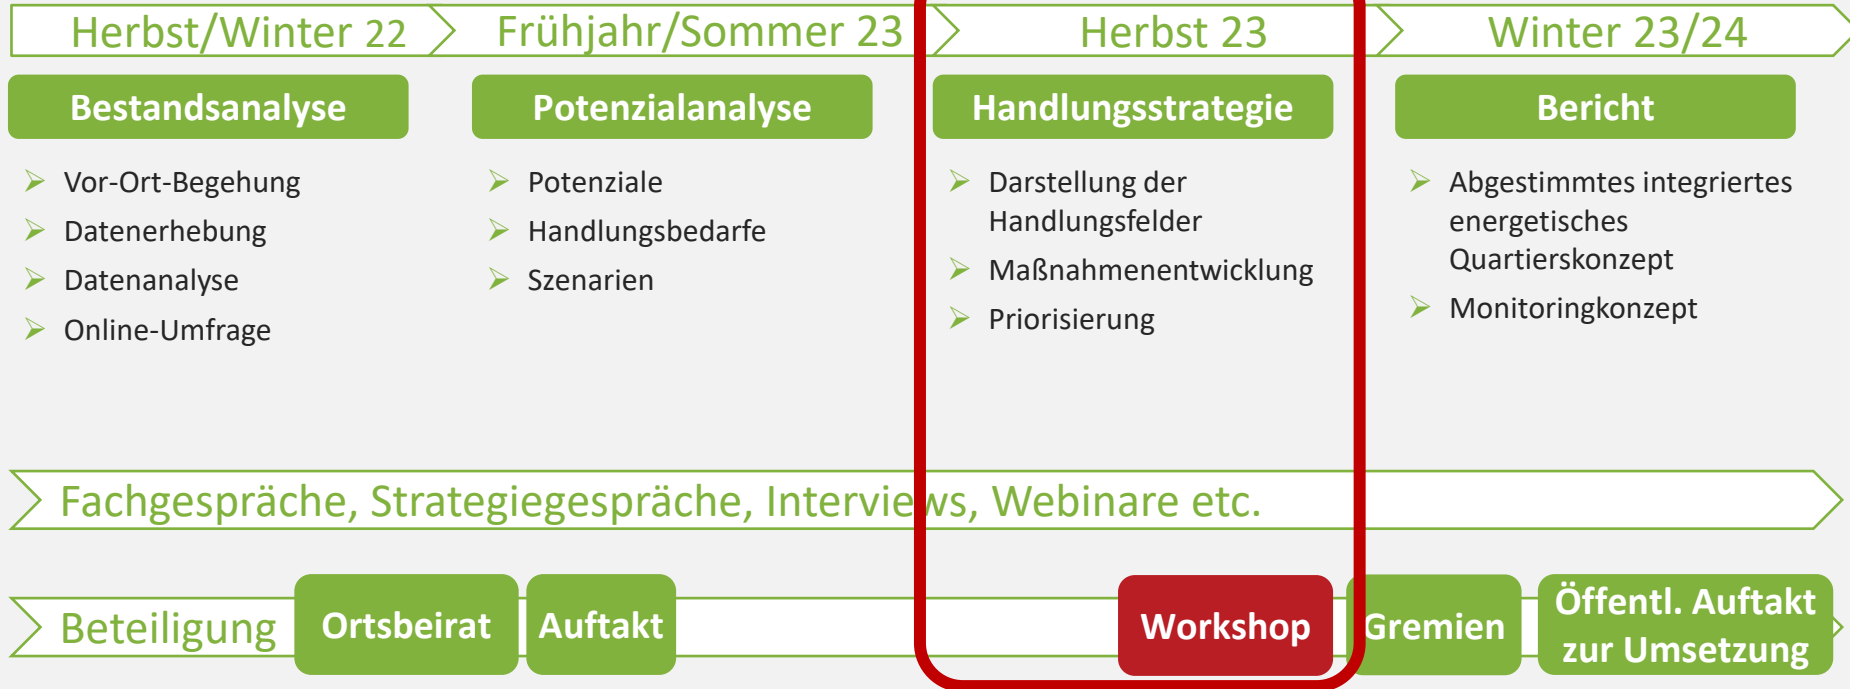 Herbst/Winter 22
Frühjahr/Sommer 23
Herbst 23
Winter 23/24
Bestandsanalyse
Vor-Ort-Begehung
Datenerhebung
Datenanalyse
Online-Umfrage
Potenzialanalyse
Potenziale
Handlungsbedarfe
Szenarien
Handlungsstrategie
Darstellung der
Handlungsfelder
Maßnahmenentwicklung
Priorisierung
Bericht
Abgestimmtes integriertes
energetisches
Quartierskonzept
Monitoringkonzept
Fachgespräche, Strategiegespräche, Interviews, Webinare etc.
Beteiligung
Ortsbeirat
Auftakt
Workshop
Gremien
Öffentl. Auftakt
zur Umsetzung